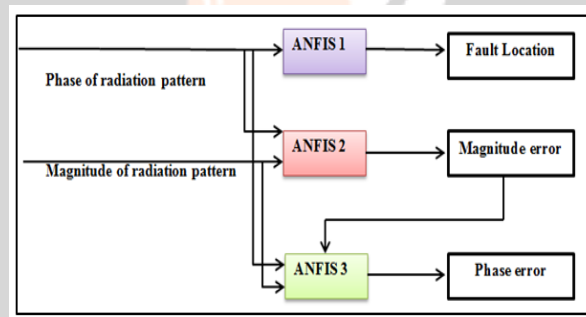 ANFIS 1
Fault Location
Phase of radiation pattern
ANFIS 2
Magnitude error
Magnitude of radiation pattern
ANFIS 3
Phase error